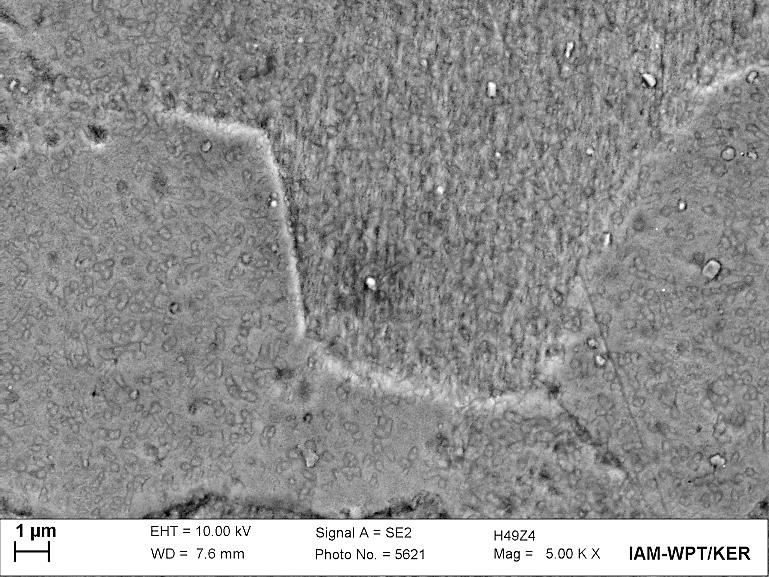 1 µm
EHT = 10.00 kV
Signal A = SE2
H49Z4
WD = 7.6 mm
Photo No. = 5621
Mag = 5.00 K X
IAM-WPT/KER